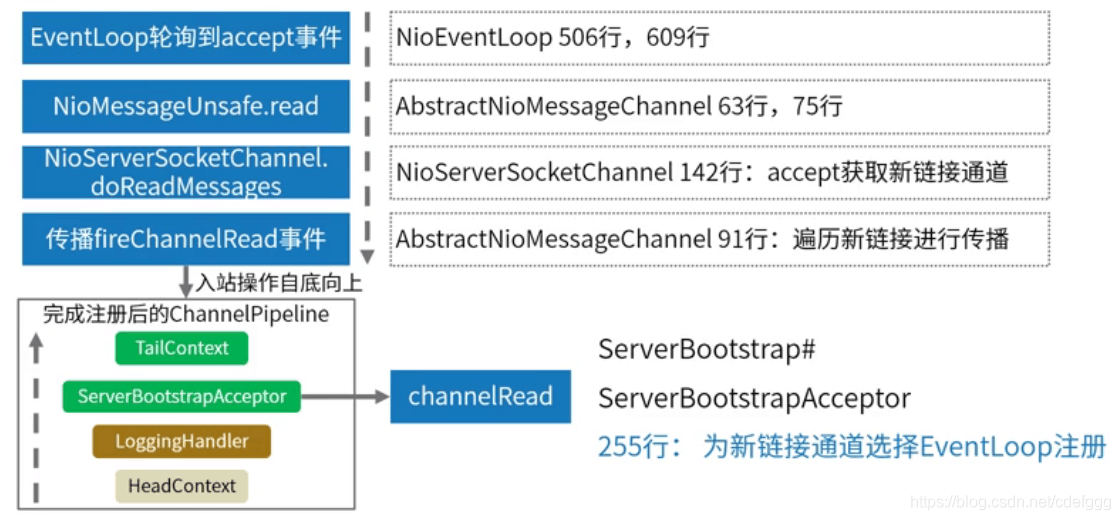 EventLoop轮询到accept事件
NioEventLoop 506行，609行
NioMessageUnsafe.read
AbstractNioMessageChannel 63行，75行
NioServerSocketChannel.
doReadMessages
NioServerSocketChannel 142行：accept获取新链接通道
传播fireChannelRead事件
AbstractNioMessageChannel 91行：遍历新链接进行传播
入站操作自底向上
完成注册后的ChannelPipeline
TailContext
ServerBootstrapAcceptor
LoggingHandler
HeadContext
channelRead
ServerBootstrap#
ServerBootstrapAcceptor
255行： 为新链接通道选择EventLoop注册
https://blog.csdn.net/cdefggg